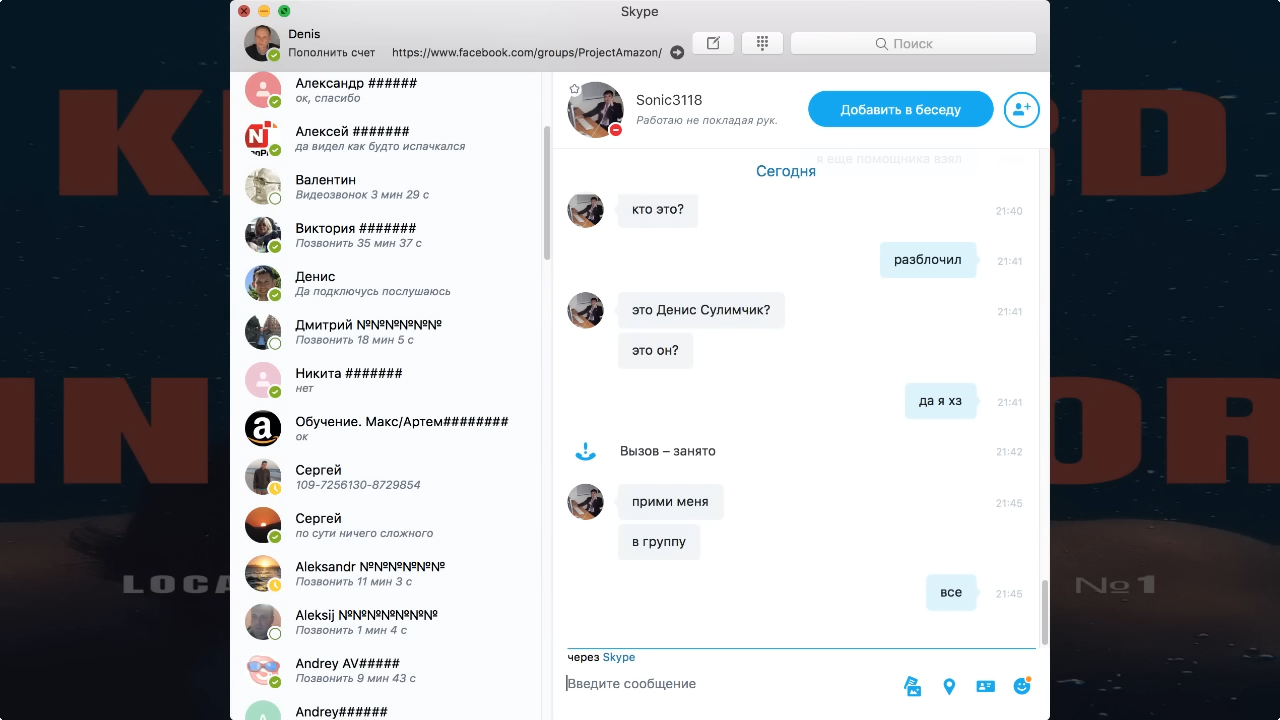 Skype
Denis
Пополнить счет
https://www.facebook.com/groups/ProjectAmazon/
Поиск
Александр ######
ок, спасибо
Алексей #######
да видел как будто испачкался
Валентин
Видеозвонок 3 мин 29 с
Виктория #######
Позвонить 35 мин 37 с
Денис
Да подключусь послушаюсь
Дмитрий №№№№№№
Позвонить 18 мин 5 с
Никита #######
нет
Обучение. Макс/Артем########
ок
Сергей
109-7256130-8729854
Сергей
по сути ничего сложного
Aleksandr №№№№№№
Позвонить 11 мин 3 с
Aleksij №№№№№№№
Позвонить 1 мин 4 с
Andrey AV#####
Позвонить 9 мин 43 с
Andrey######
Sonic3118
Работаю не покладая рук.
Добавить в беседу
я еще помощника взял
Сегодня
кто это?
21:40
разблочил
21:41
это Денис Сулимчик?
21:41
это он?
да я хз
21:41
Вызов – занято
21:42
прими меня
21:45
в группу
все
21:45
через Skype
Введите сообщение
№1